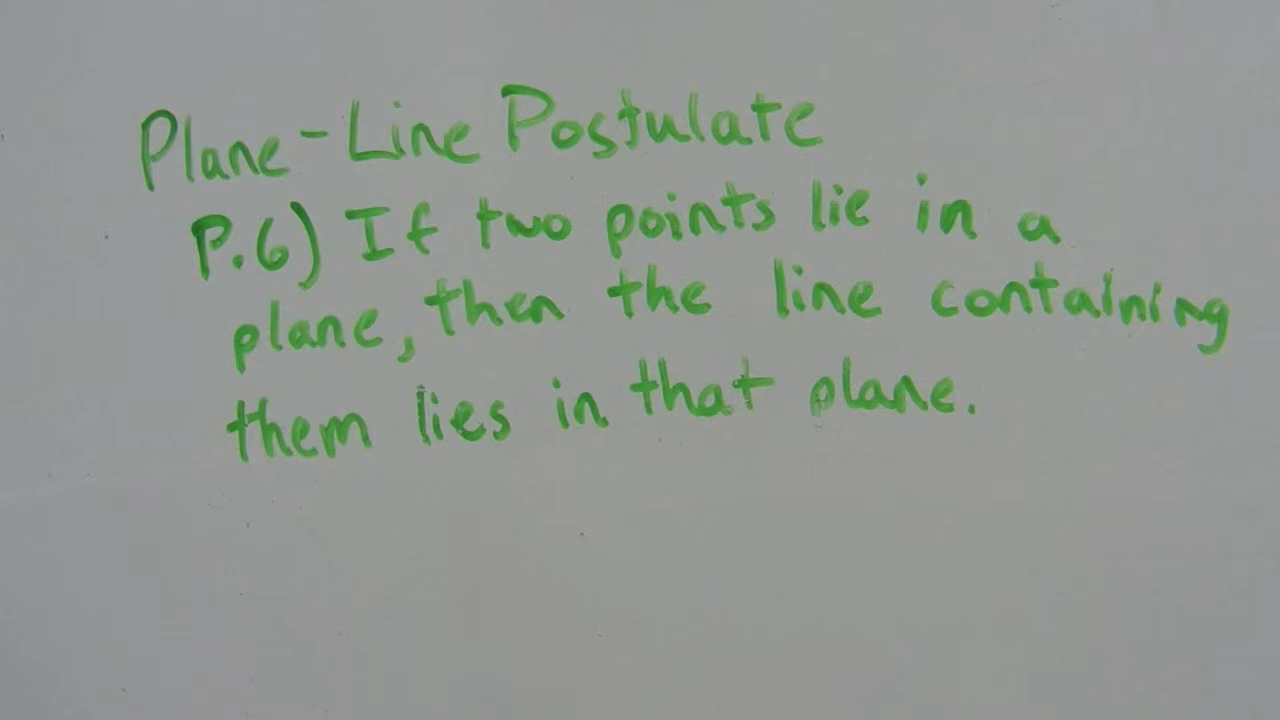 Plane-Line Postulate
P.6) If two points lie in a
plane, then the line containing
them lies in that plane.